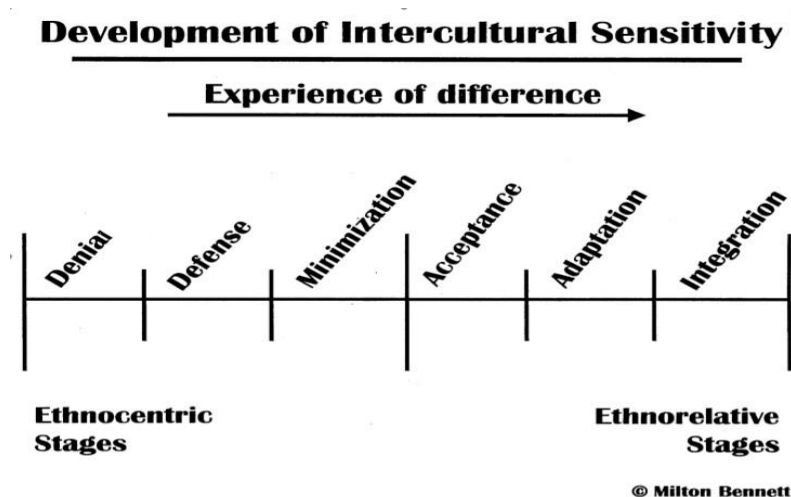 Development of Intercultural Sensitivity
Experience of difference
Denial
Defense
Minimization
Acceptance
Adaptation
Integration
Ethnocentric
Stages
Ethnorelative
Stages
© Milton Bennett